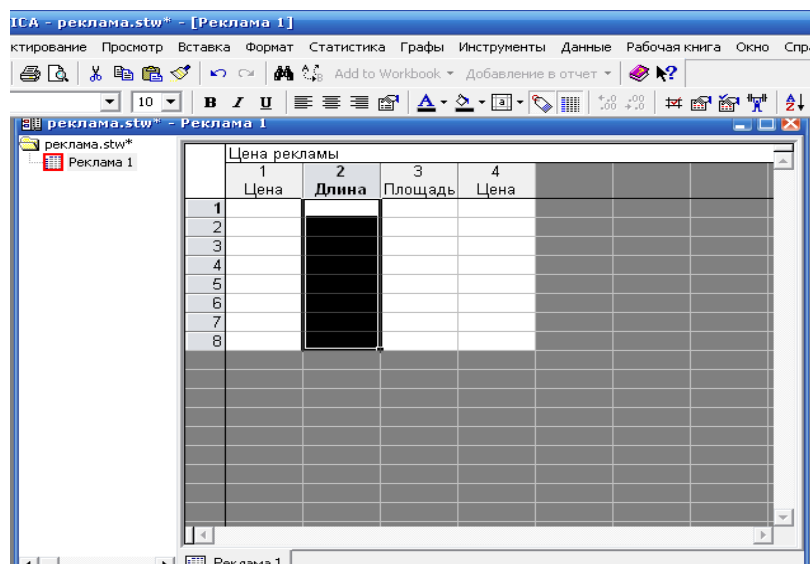 ICA - реклама.stw* - [Реклама 1]
ктирование Просмотр Вставка Формат Статистика Графы Инструменты Данные Рабочая книга Окно Спр
Add to Workbook Добавление в отчет
10 B I U
реклама.stw* - Реклама 1
реклама.stw*
Реклама 1
Цена рекламы
1 2 3 4
Цена Длина Площадь Цена
1
2
3
4
5
6
7
8
Реклама 1